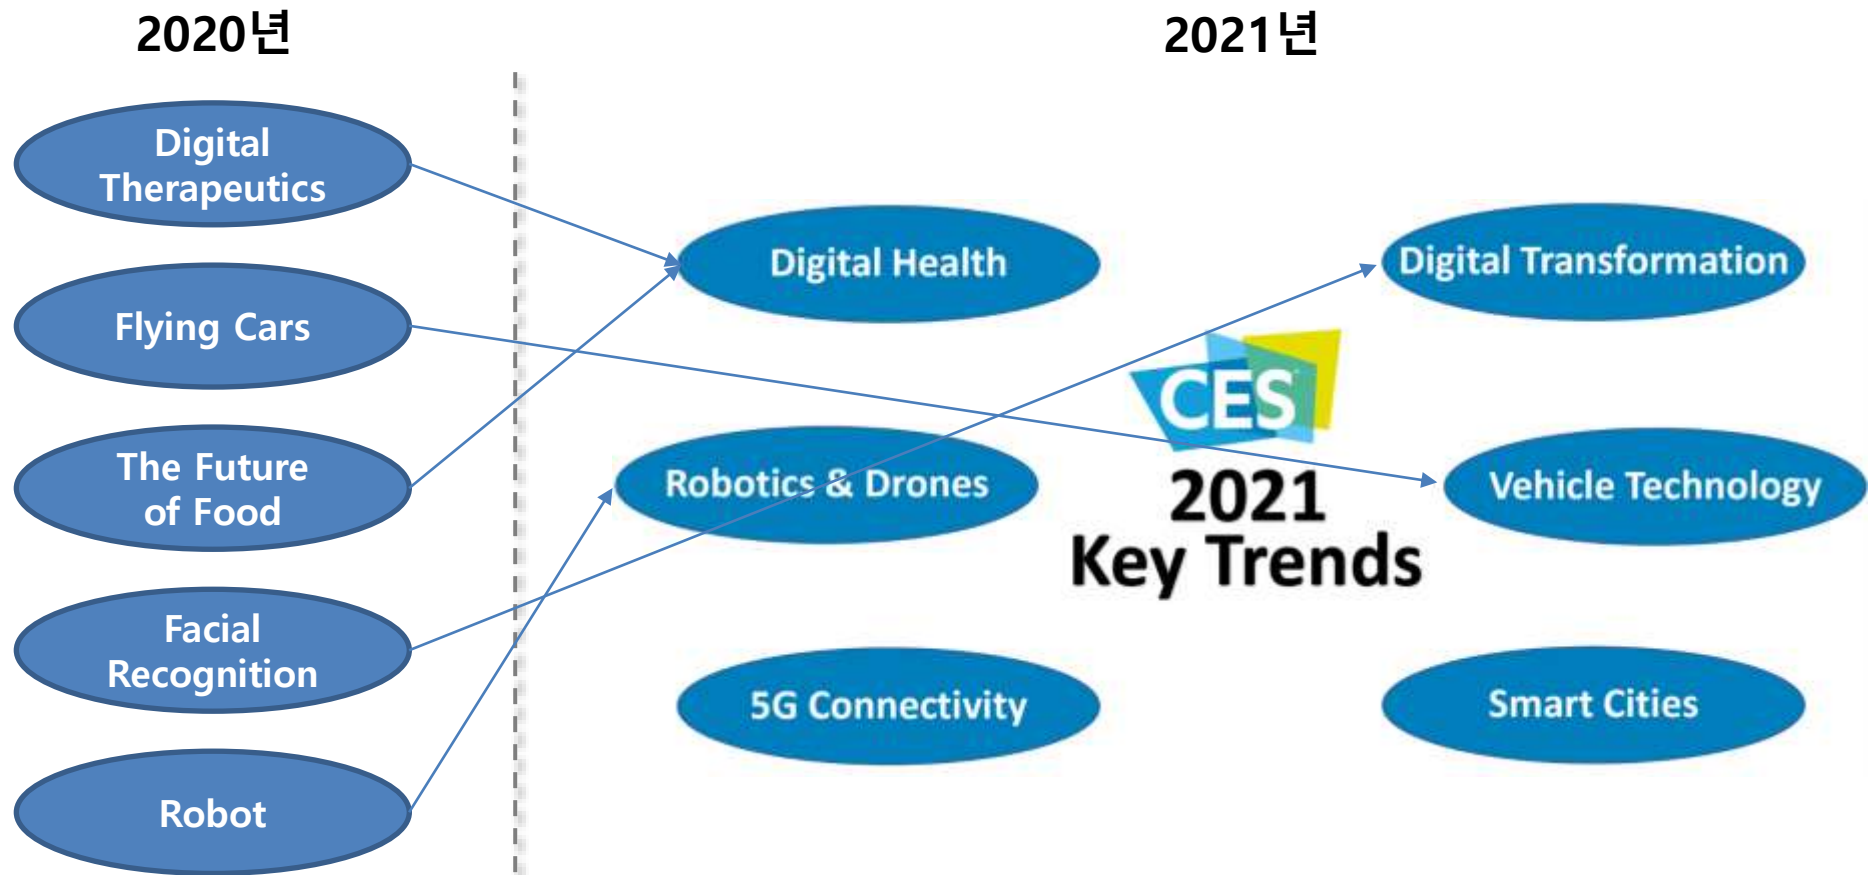 2020년
2021년
Digital
Therapeutics
Flying Cars
The Future
of Food
Facial
Recognition
Robot
Digital Health
Digital Transformation
CES
Robotics & Drones
2021
Key Trends
Vehicle Technology
5G Connectivity
Smart Cities